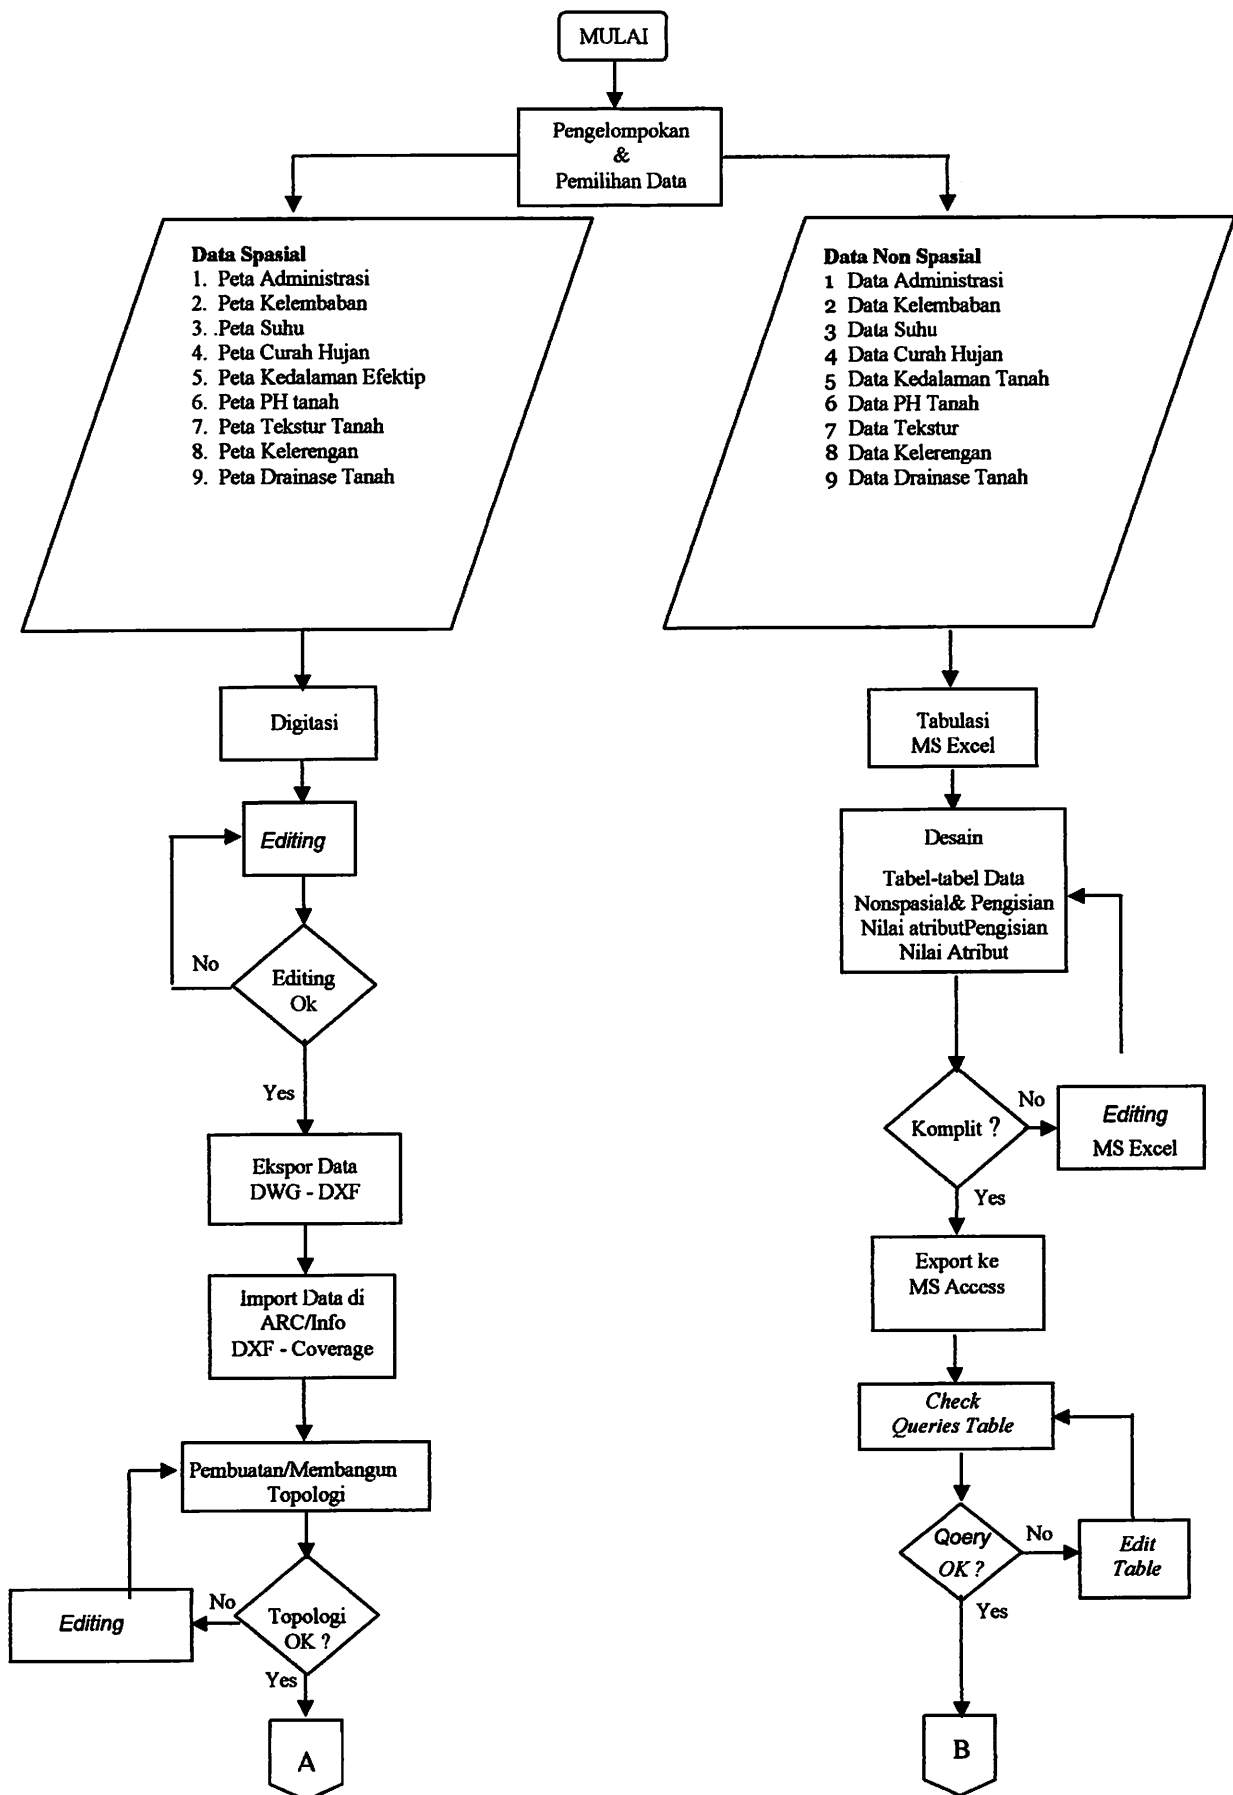 MULAI
Pengelompokan
&
Pemilihan Data
Data Spasial
1. Peta Administrasi
2. Peta Kelembaban
3. .Peta Suhu
4. Peta Curah Hujan
5. Peta Kedalaman Efektip
6. Peta PH tanah
7. Peta Tekstur Tanah
8. Peta Kelerengan
9. Peta Drainase Tanah
Data Non Spasial
1 Data Administrasi
2 Data Kelembaban
3 Data Suhu
4 Data Curah Hujan
5 Data Kedalaman Tanah
6 Data PH Tanah
7 Data Tekstur
8 Data Kelerengan
9 Data Drainase Tanah
Digitasi
Editing
No
Editing
Ok
Yes
Ekspor Data
DWG - DXF
Import Data di
ARC/Info
DXF - Coverage
Pembuatan/Membangun
Topologi
Editing
No
Topologi
OK ?
Yes
A
Tabulasi
MS Excel
Desain
Tabel-tabel Data
Nonspasial& Pengisian
Nilai atributPengisian
Nilai Atribut
Komplit ?
No
Editing
MS Excel
Yes
Export ke
MS Access
Check
Queries Table
Qoery
OK ?
No
Edit
Table
Yes
B